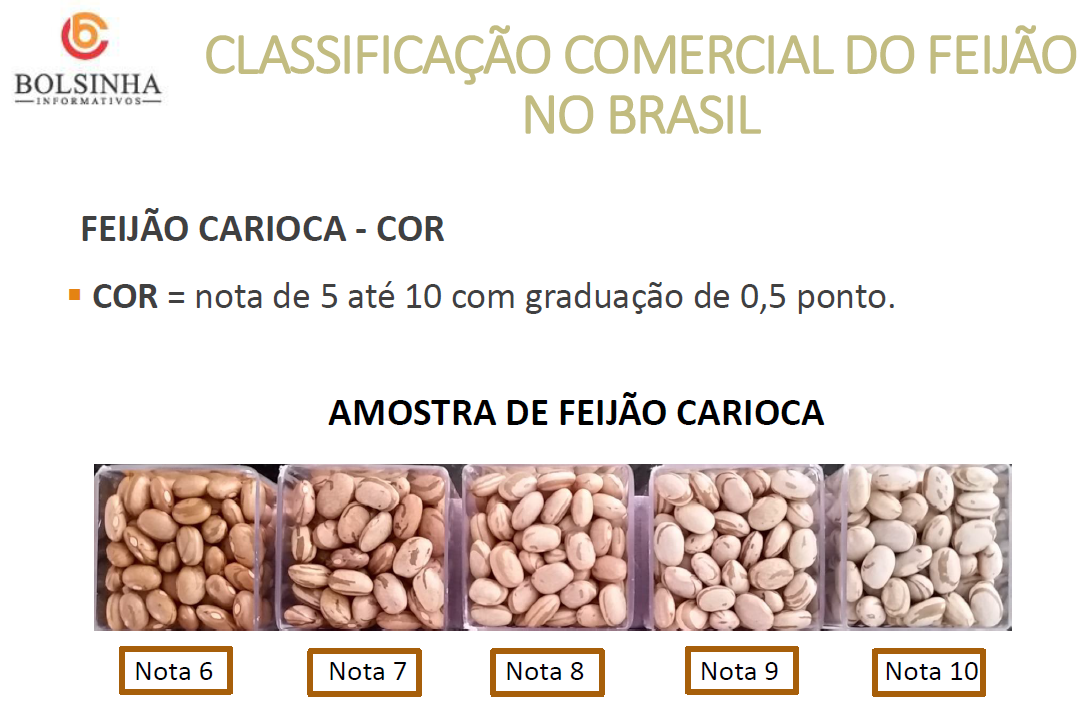 BOLSINHA
INFORMATIVOS
CLASSIFICAÇÃO COMERCIAL DO FEIJÃO
NO BRASIL
FEIJÃO CARIOCA - COR
COR = nota de 5 até 10 com graduação de 0,5 ponto.
AMOSTRA DE FEIJÃO CARIOCA
Nota 6
Nota 7
Nota 8
Nota 9
Nota 10